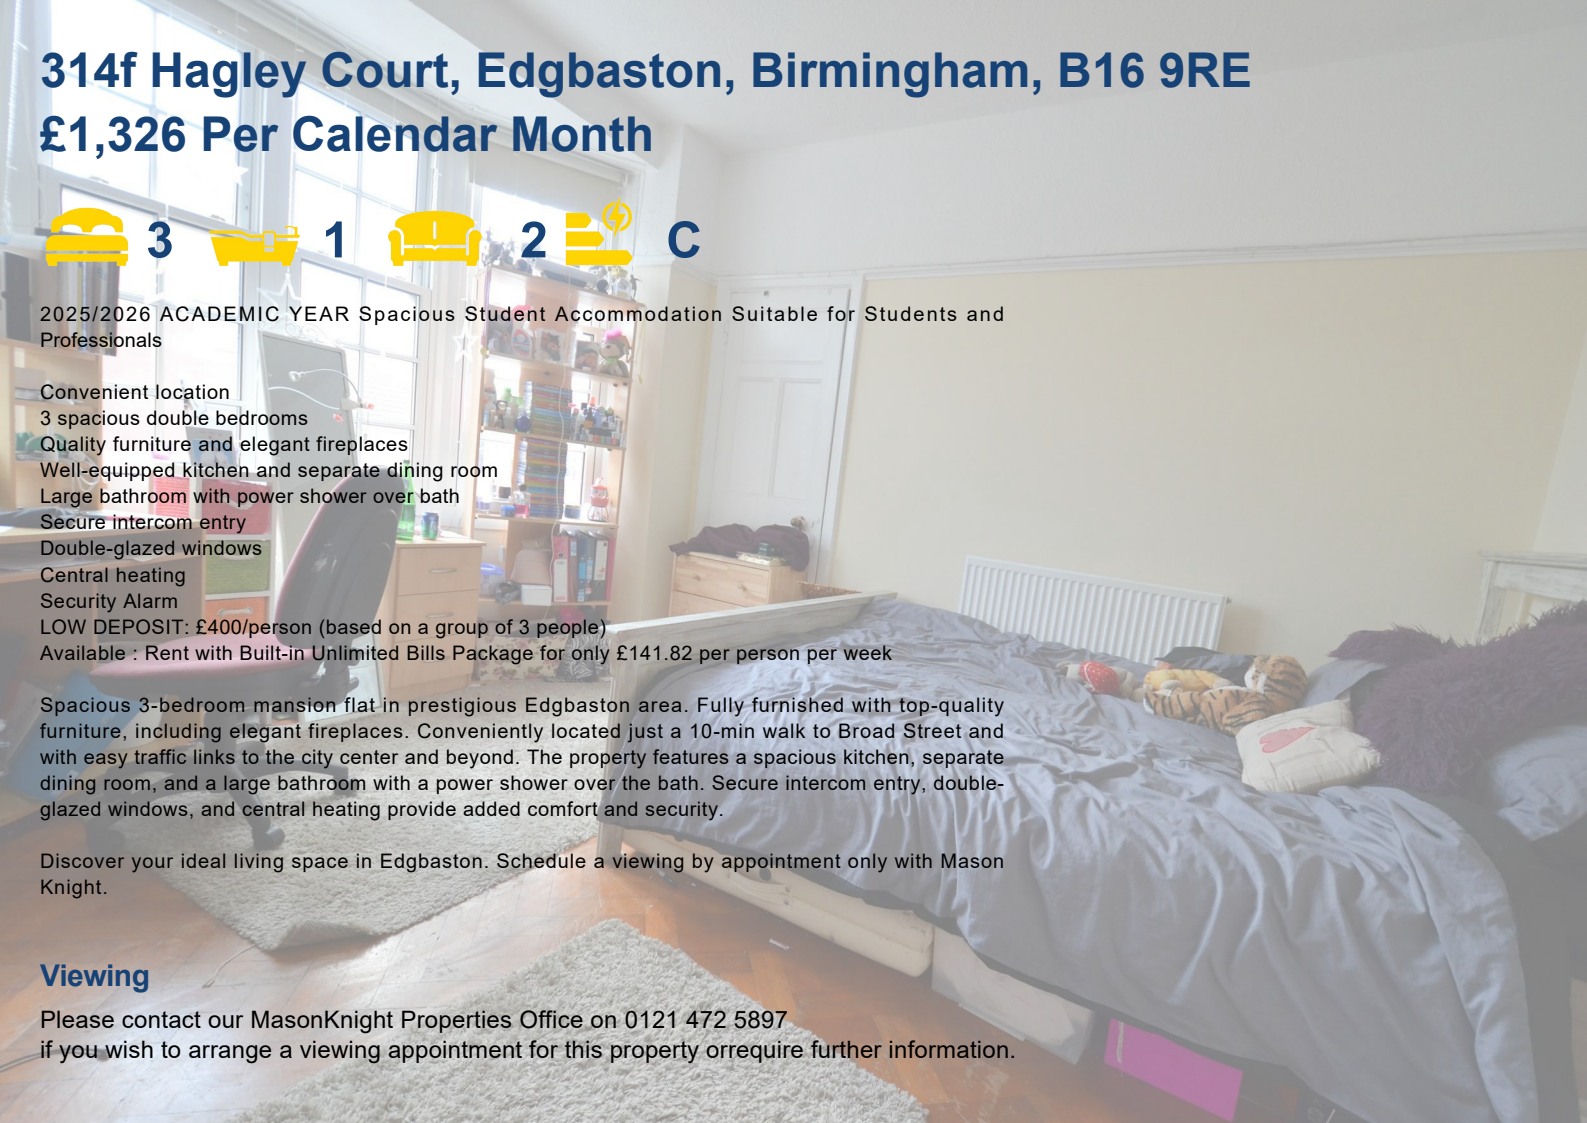 314f Hagley Court, Edgbaston, Birmingham, B16 9RE
£1,326 Per Calendar Month
3 1 2 C
2025/2026 ACADEMIC YEAR Spacious Student Accommodation Suitable for Students and
Professionals
Convenient location
3 spacious double bedrooms
Quality furniture and elegant fireplaces
Well-equipped kitchen and separate dining room
Large bathroom with power shower over bath
Secure intercom entry
Double-glazed windows
Central heating
Security Alarm
LOW DEPOSIT: £400/person (based on a group of 3 people)
Available : Rent with Built-in Unlimited Bills Package for only £141.82 per person per week
Spacious 3-bedroom mansion flat in prestigious Edgbaston area. Fully furnished with top-quality
furniture, including elegant fireplaces. Conveniently located just a 10-min walk to Broad Street and
with easy traffic links to the city center and beyond. The property features a spacious kitchen, separate
dining room, and a large bathroom with a power shower over the bath. Secure intercom entry, double-
glazed windows, and central heating provide added comfort and security.
Discover your ideal living space in Edgbaston. Schedule a viewing by appointment only with Mason
Knight.
Viewing
Please contact our MasonKnight Properties Office on 0121 472 5897
if you wish to arrange a viewing appointment for this property orrequire further information.